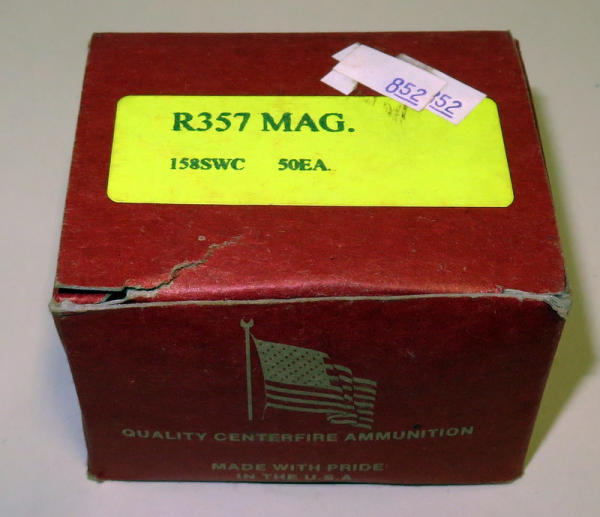 852
852
R357 MAG.
158SWC 50EA.
QUALITY CENTERFIRE AMMUNITION
MADE WITH PRIDE
IN THE U.S.A